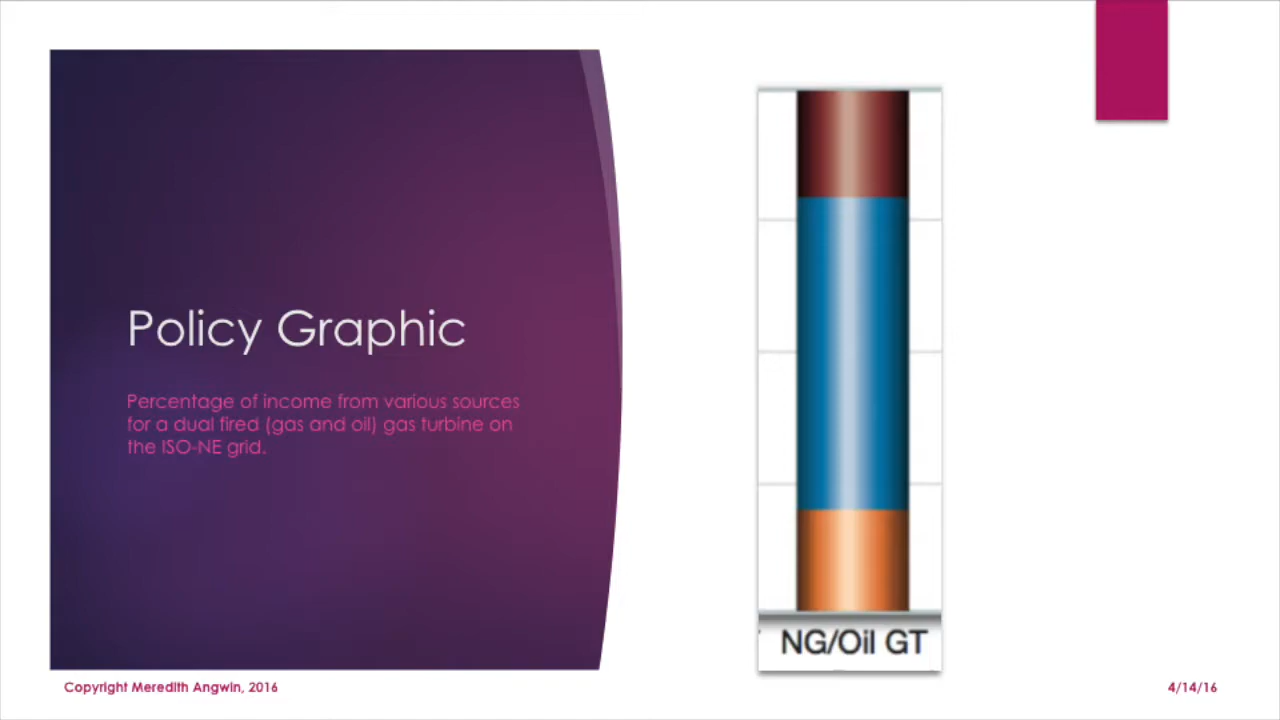 Policy Graphic
Percentage of income from various sources
for a dual fired (gas and oil) gas turbine on
the ISO-NE grid.
NG/Oil GT
Copyright Meredith Angwin, 2016
4/14/16